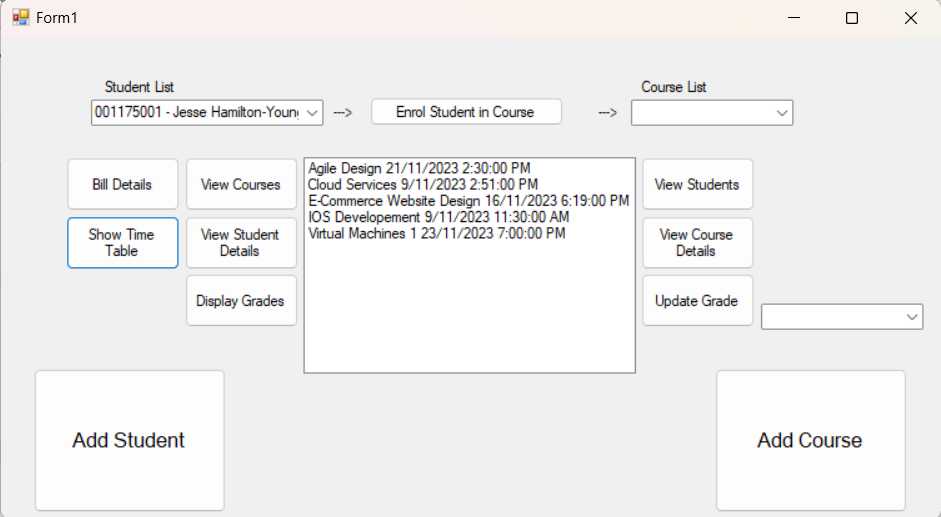 Form1
Student List
Course List
001175001 - Jesse Hamilton-Young
--->
Enrol Student in Course
--->
Bill Details
View Courses
Agile Design 21/11/2023 2:30:00 PM
Cloud Services 9/11/2023 2:51:00 PM
E-Commerce Website Design 16/11/2023 6:19:00 PM
IOS Developement 9/11/2023 11:30:00 AM
Virtual Machines 1 23/11/2023 7:00:00 PM
View Students
Show Time
Table
View Student
Details
View Course
Details
Display Grades
Update Grade
Add Student
Add Course